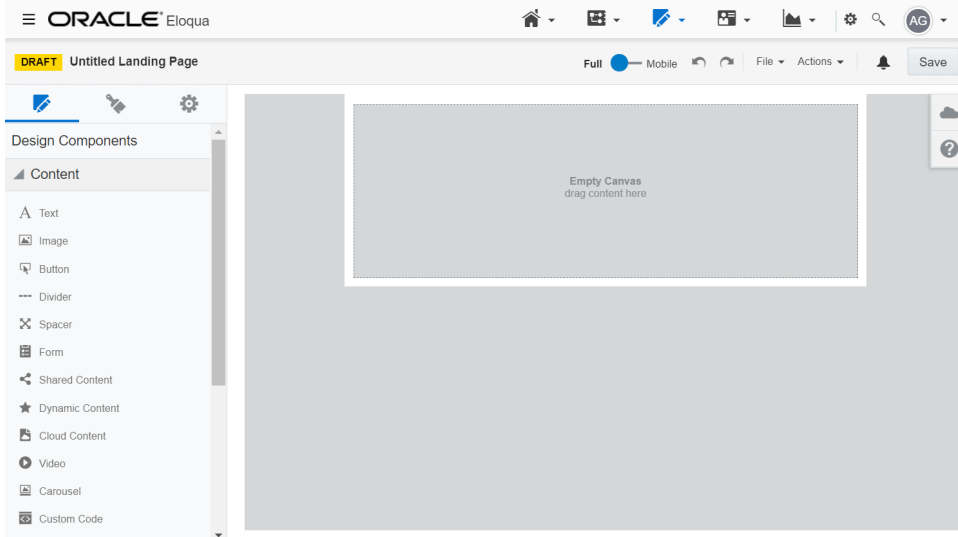 ORACLE® Eloqua
AG
DRAFT Untitled Landing Page
Full Mobile File Actions Save
Design Components
Content
Text
Image
Button
Divider
Spacer
Form
Shared Content
Dynamic Content
Cloud Content
Video
Carousel
Custom Code
Empty Canvas
drag content here